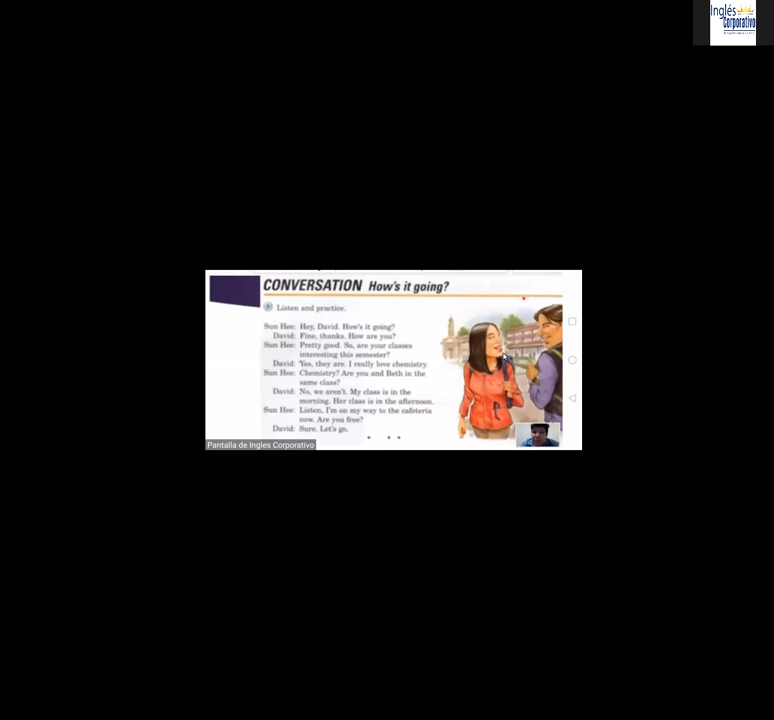 Inglés
Corporativo
CONVERSATION How's it going?
Listen and practice.
Sun Hee: Hey, David. How's it going?
David: Fine, thanks. How are you?
Sun Hee: Pretty good. So, are your classes
interesting this semester?
David: Yes, they are. I really love chemistry.
Sun Hee: Chemistry? Are you and Beth in the
same class?
David: No, we aren't. My class is in the
morning. Her class is in the afternoon.
Sun Hee: Listen, I'm on my way to the cafeteria
now. Are you free?
David: Sure. Let's go.
Pantalla de Ingles Corporativo